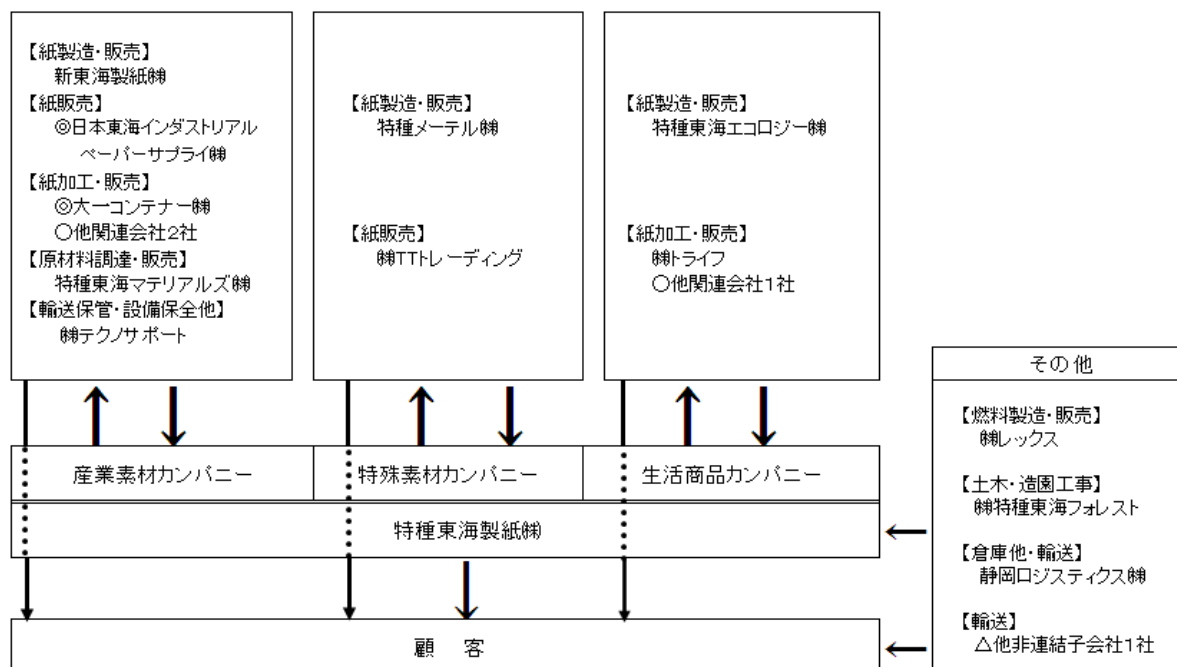 【紙製造・販売】
新東海製紙㈱
【紙販売】
◎日本東海インダストリアル
ペーパーサプライ㈱
【紙加工・販売】
◎大一コンテナー㈱
○他関連会社2社
【原材料調達・販売】
特種東海マテリアルズ㈱
【輸送保管・設備保全他】
㈱テクノサポート
【紙製造・販売】
特種メーテル㈱
【紙販売】
㈱TTトレーディング
【紙製造・販売】
特種東海エコロジー㈱
【紙加工・販売】
㈱トライフ
○他関連会社1社
その他
【燃料製造・販売】
㈱レックス
【土木・造園工事】
㈱特種東海フォレスト
【倉庫他・輸送】
静岡ロジスティクス㈱
【輸送】
△他非連結子会社1社
産業素材カンパニー
特殊素材カンパニー
生活商品カンパニー
特種東海製紙㈱
顧 客